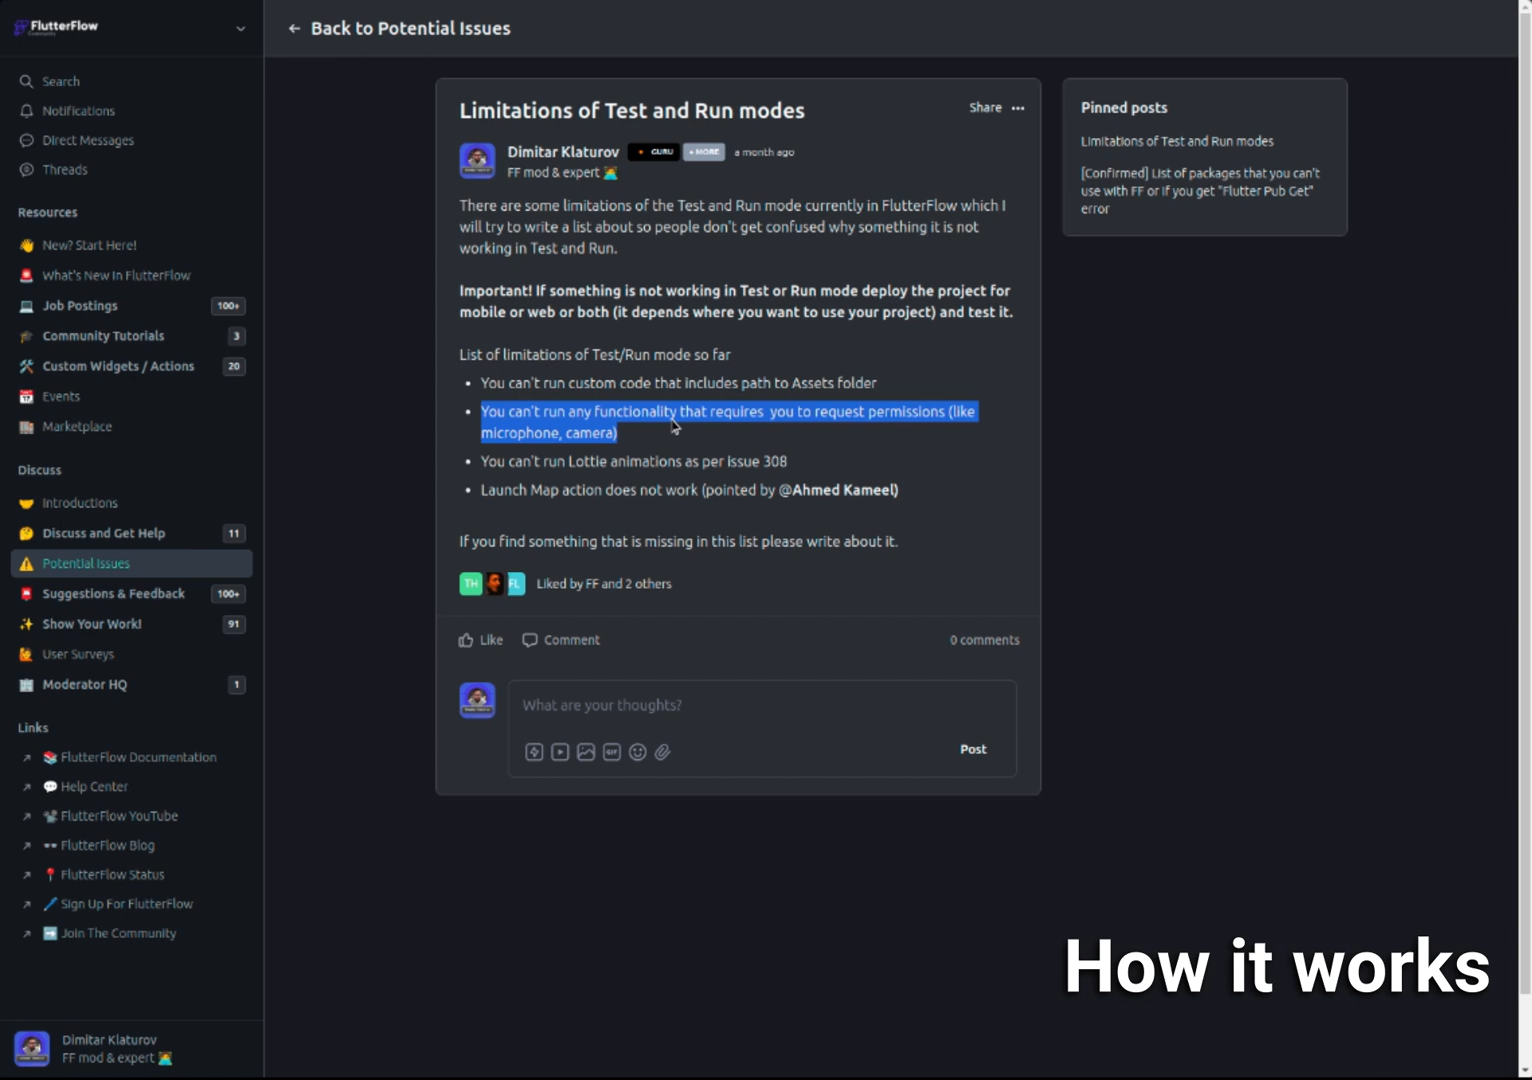 FlutterFlow
Community
Search
Notifications
Direct Messages
Threads
Resources
New? Start Here!
What's New In FlutterFlow
Job Postings 100+
Community Tutorials 3
Custom Widgets / Actions 20
Events
Marketplace
Discuss
Introductions
Discuss and Get Help 11
Potential Issues
Suggestions & Feedback 100+
Show Your Work! 91
User Surveys
Moderator HQ 1
Links
FlutterFlow Documentation
Help Center
FlutterFlow YouTube
FlutterFlow Blog
FlutterFlow Status
Sign Up For FlutterFlow
Join The Community
Dimitar Klaturov
FF mod & expert
Back to Potential Issues
Limitations of Test and Run modes
Share
Dimitar Klaturov GURU + MORE a month ago
FF mod & expert
There are some limitations of the Test and Run mode currently in FlutterFlow which I
will try to write a list about so people don't get confused why something it is not
working in Test and Run.
Important! If something is not working in Test or Run mode deploy the project for
mobile or web or both (it depends where you want to use your project) and test it.
List of limitations of Test/Run mode so far
• You can't run custom code that includes path to Assets folder
• You can't run any functionality that requires you to request permissions (like
microphone, camera)
• You can't run Lottie animations as per issue 308
• Launch Map action does not work (pointed by @Ahmed Kameel)
If you find something that is missing in this list please write about it.
TH FL Liked by FF and 2 others
Like Comment 0 comments
What are your thoughts?
GIF
Post
Pinned posts
Limitations of Test and Run modes
[Confirmed] List of packages that you can't
use with FF or if you get "Flutter Pub Get"
error
How it works